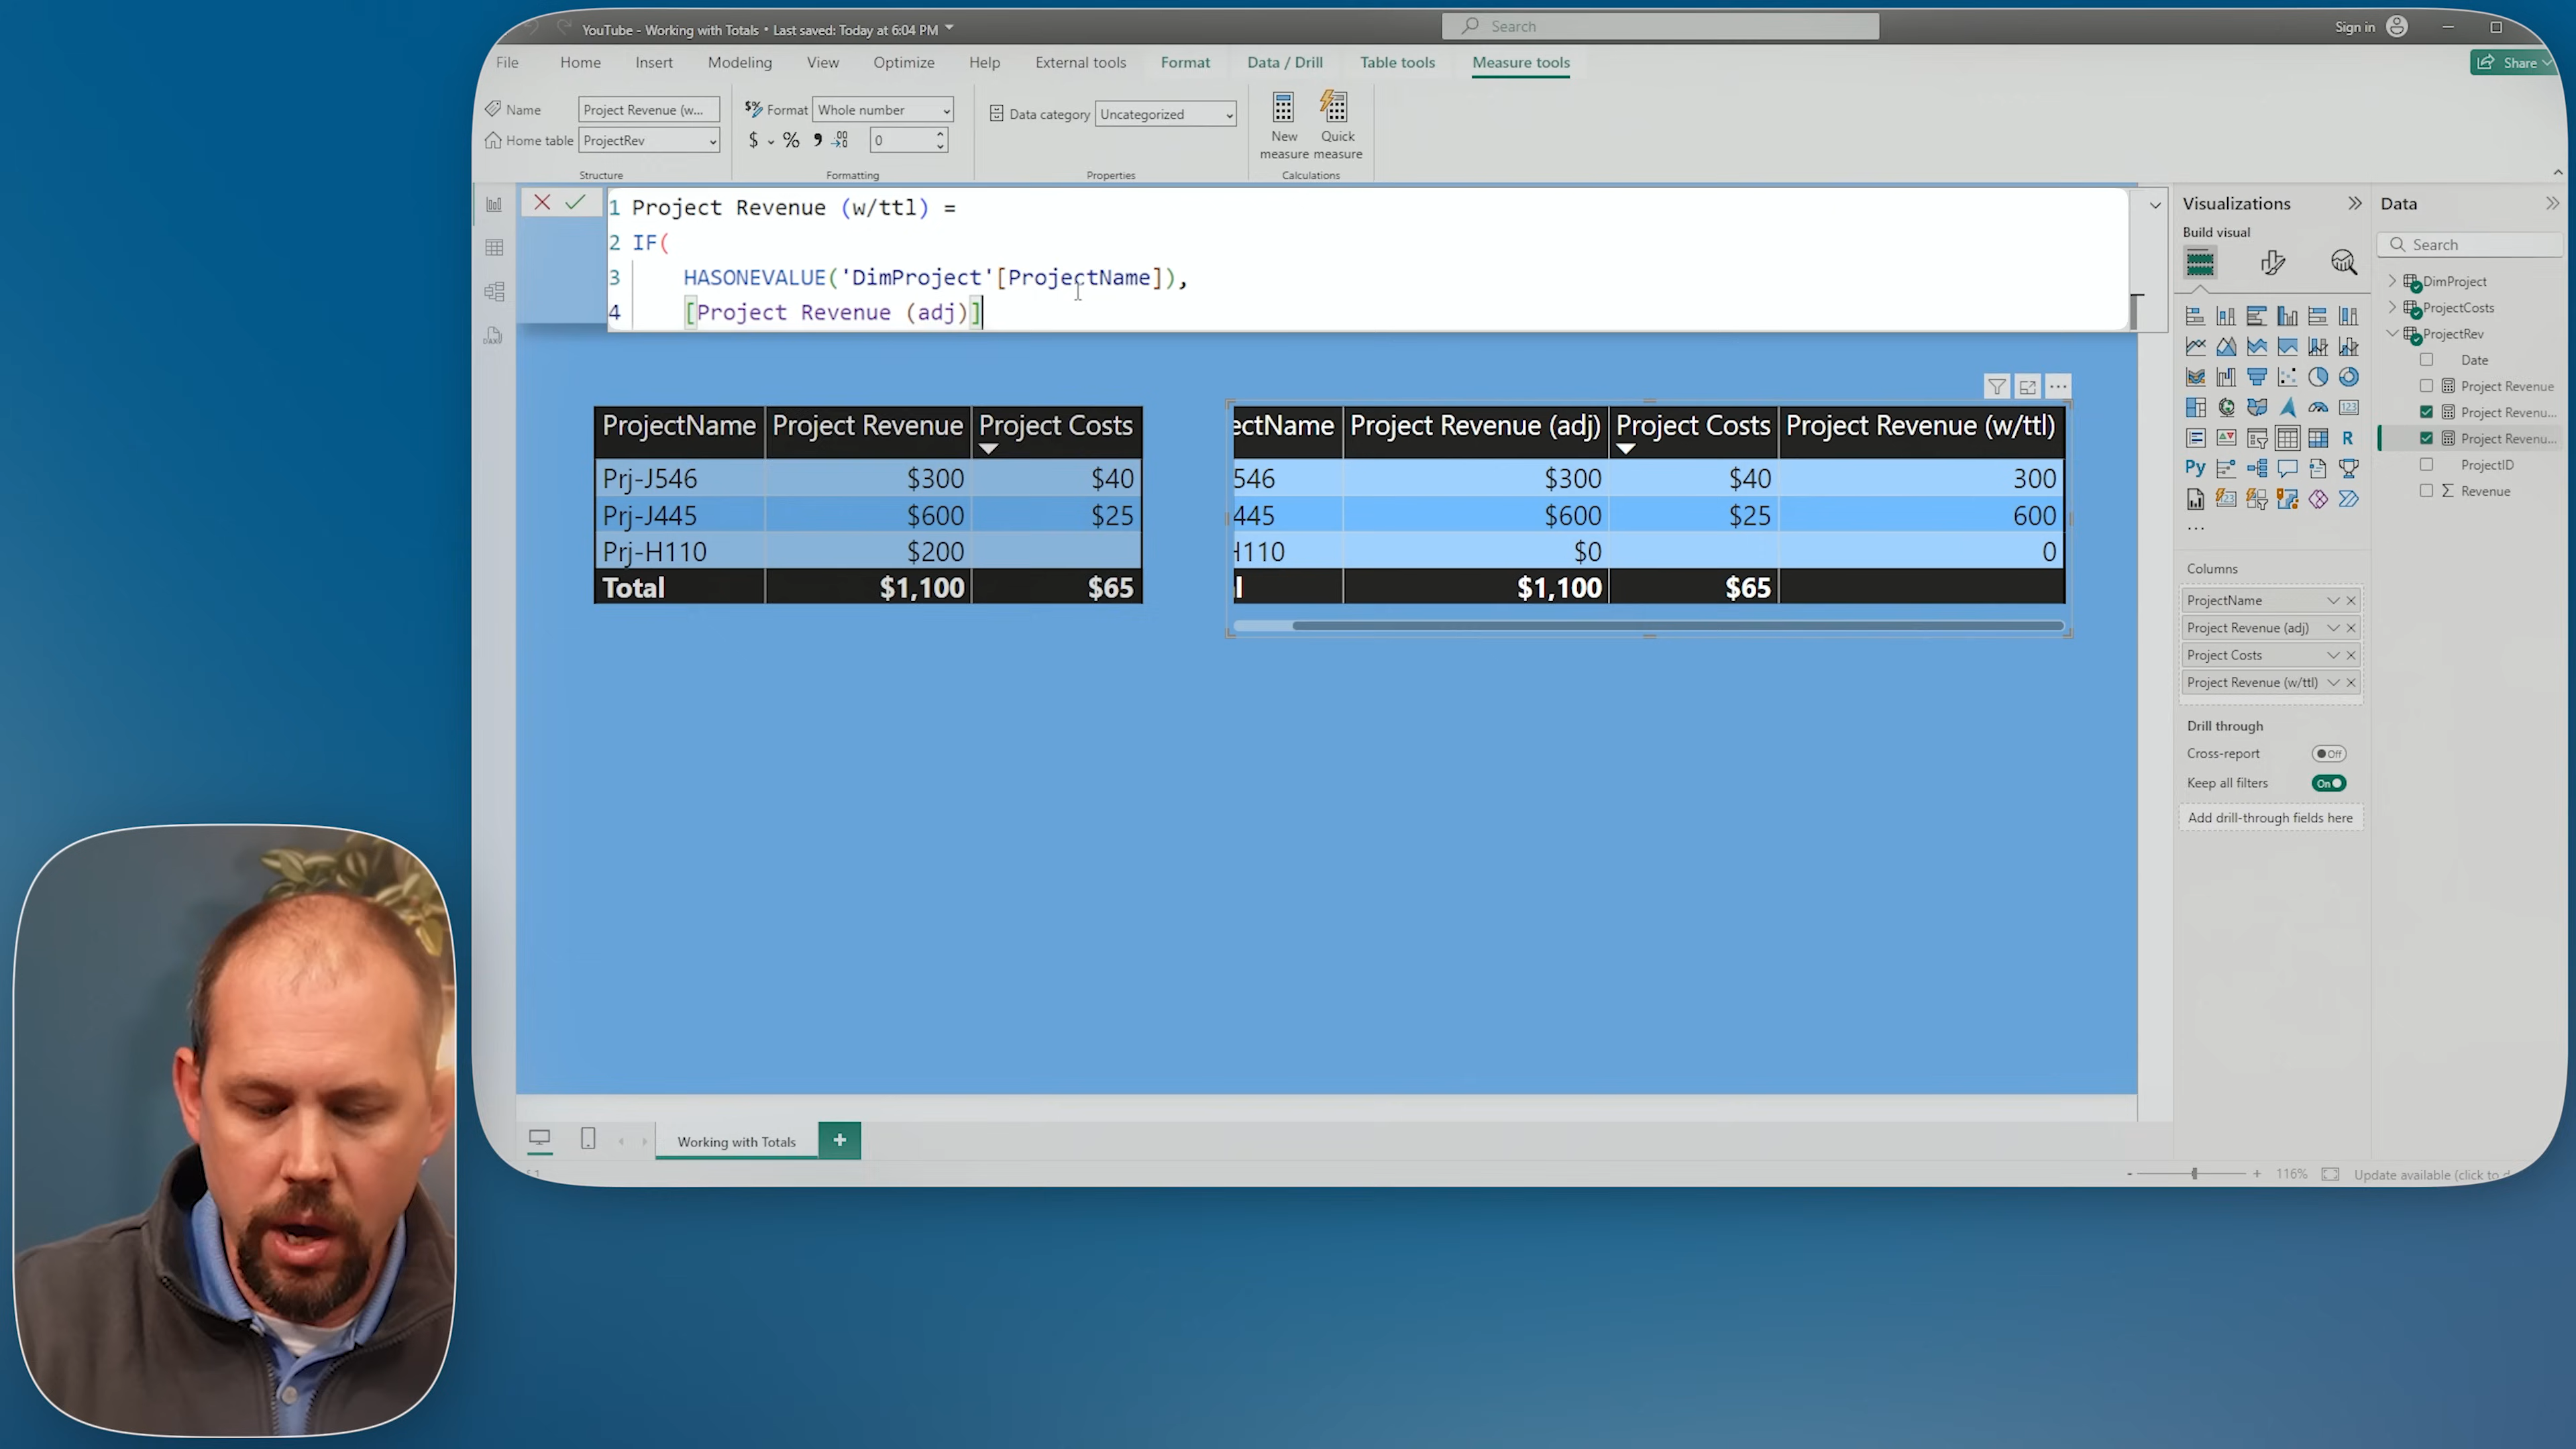 YouTube - Working with Totals • Last saved: Today at 6:04 PM
Search
Sign in
File Home Insert Modeling View Optimize Help External tools Format Data / Drill Table tools Measure tools
Share
Name Project Revenue (w...
Home table ProjectRev
Structure
Format Whole number
$ % 0
Formatting
Data category Uncategorized
Properties
New measure
Quick measure
Calculations
1 Project Revenue (w/ttl) =
2 IF(
3 HASONEVALUE('DimProject'[ProjectName]),
4 [Project Revenue (adj)]
ProjectName Project Revenue Project Costs
Prj-J546 $300 $40
Prj-J445 $600 $25
Prj-H110 $200
Total $1,100 $65
ectName Project Revenue (adj) Project Costs Project Revenue (w/ttl)
546 $300 $40 300
445 $600 $25 600
H110 $0 0
l $1,100 $65
Visualizations
Build visual
R
Py
...
Columns
ProjectName
Project Revenue (adj)
Project Costs
Project Revenue (w/ttl)
Drill through
Cross-report Off
Keep all filters On
Add drill-through fields here
Data
Search
DimProject
ProjectCosts
ProjectRev
Date
Project Revenue
Project Revenu...
Project Revenu...
ProjectID
Revenue
Working with Totals
+
- + 116%
Update available (click to